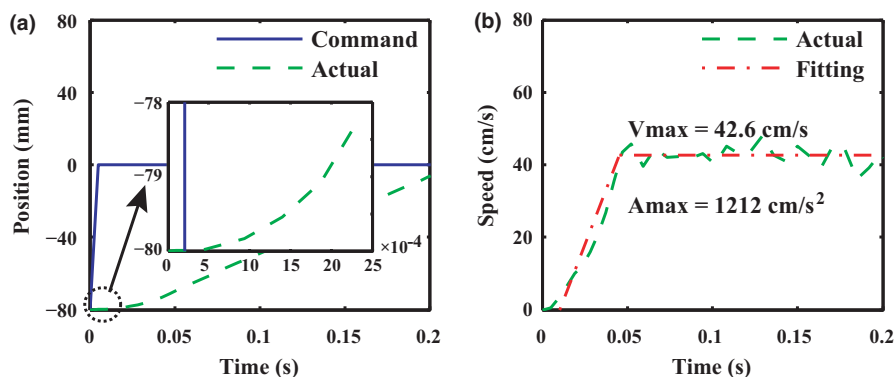 (a)
Command
Actual
Position (mm)
80
40
0
−40
−80
−78
−79
−80
0
5
10
15
20
25
×10⁻⁴
0
0.05
0.1
0.15
0.2
Time (s)
(b)
Actual
Fitting
Speed (cm/s)
80
60
40
20
0
Vmax = 42.6 cm/s
Amax = 1212 cm/s²
0
0.05
0.1
0.15
0.2
Time (s)